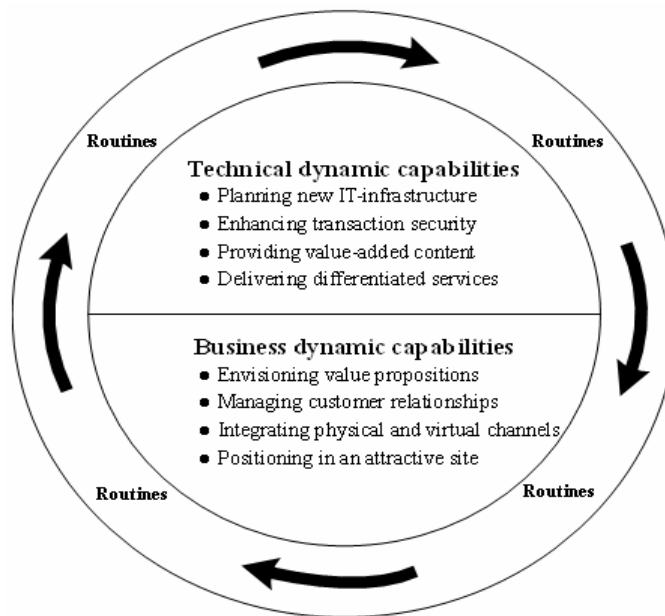 Routines
Routines
Technical dynamic capabilities
● Planning new IT-infrastructure
● Enhancing transaction security
● Providing value-added content
● Delivering differentiated services
Business dynamic capabilities
● Envisioning value propositions
● Managing customer relationships
● Integrating physical and virtual channels
● Positioning in an attractive site
Routines
Routines